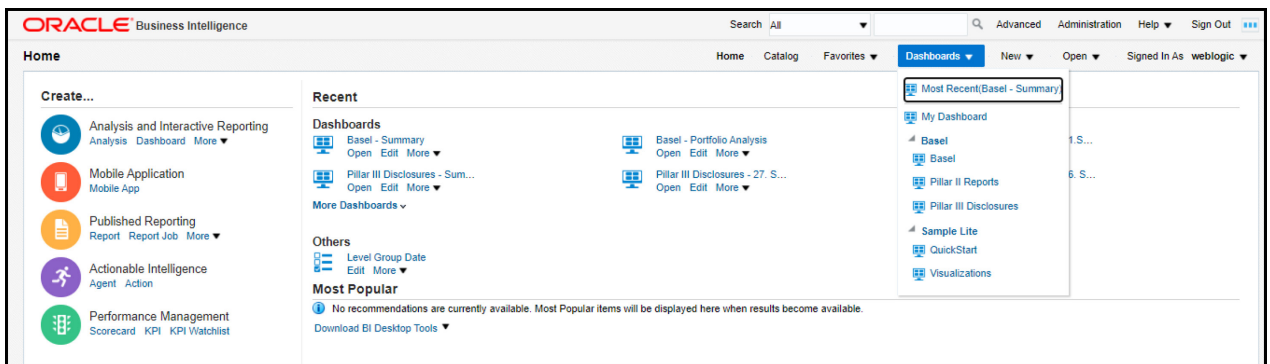 ORACLE Business Intelligence
Search All
Advanced Administration Help Sign Out
Home
Home Catalog Favorites Dashboards New Open Signed In As weblogic
Create...
Analysis and Interactive Reporting
Analysis Dashboard More
Mobile Application
Mobile App
Published Reporting
Report Report Job More
Actionable Intelligence
Agent Action
Performance Management
Scorecard KPI KPI Watchlist
Recent
Dashboards
Basel - Summary
Open Edit More
Basel - Portfolio Analysis
Open Edit More
1.S...
Pillar III Disclosures - Sum...
Open Edit More
Pillar III Disclosures - 27. S...
Open Edit More
6. S...
More Dashboards
Others
Level Group Date
Edit More
Most Popular
No recommendations are currently available. Most Popular items will be displayed here when results become available.
Download BI Desktop Tools
Most Recent(Basel - Summary)
My Dashboard
Basel
Basel
Pillar II Reports
Pillar III Disclosures
Sample Lite
QuickStart
Visualizations